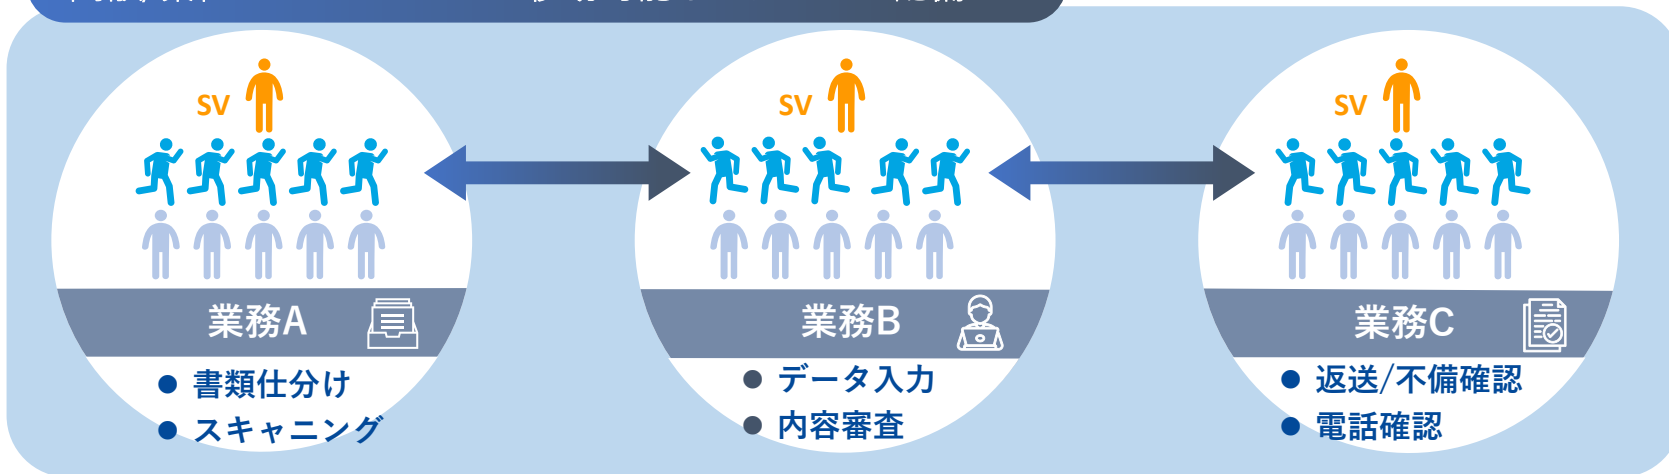 SV
SV
SV
業務A
業務B
業務C
● 書類仕分け
● スキャニング
● データ入力
● 内容審査
● 返送/不備確認
● 電話確認